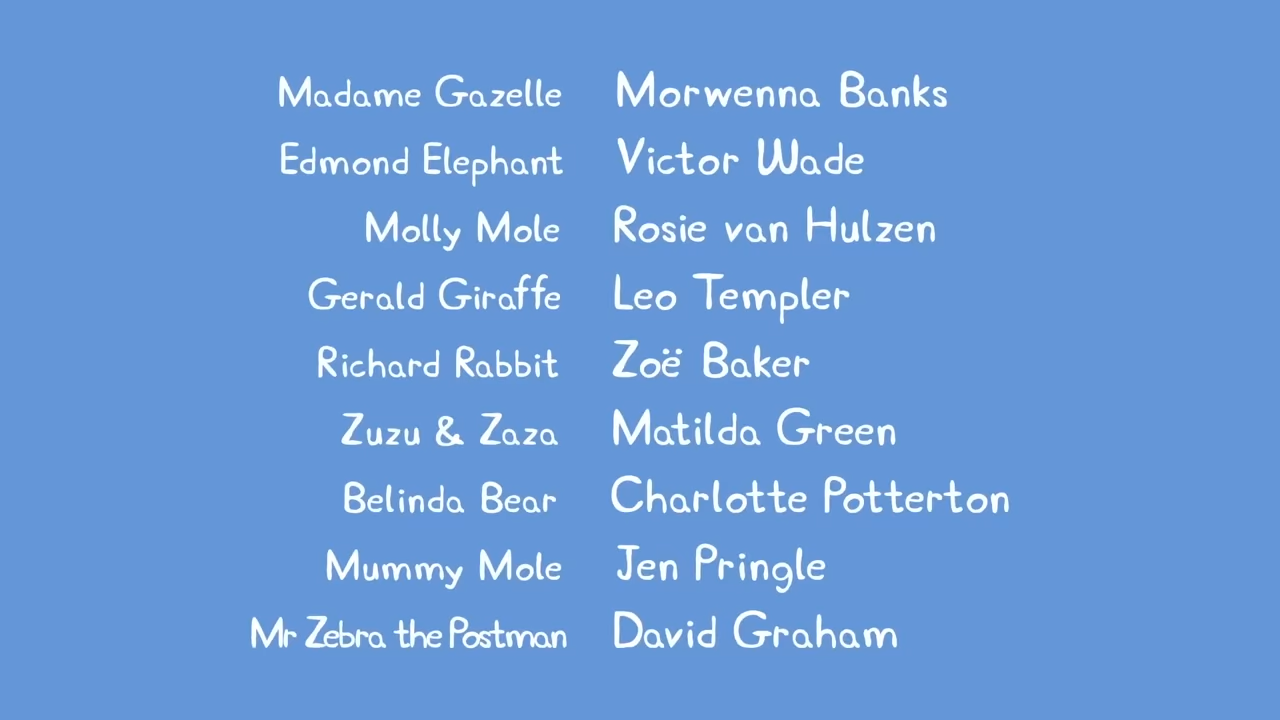 Madame Gazelle Morwenna Banks
Edmond Elephant Victor Wade
Molly Mole Rosie van Hulzen
Gerald Giraffe Leo Templer
Richard Rabbit Zoë Baker
Zuzu & Zaza Matilda Green
Belinda Bear Charlotte Potterton
Mummy Mole Jen Pringle
Mr Zebra the Postman David Graham